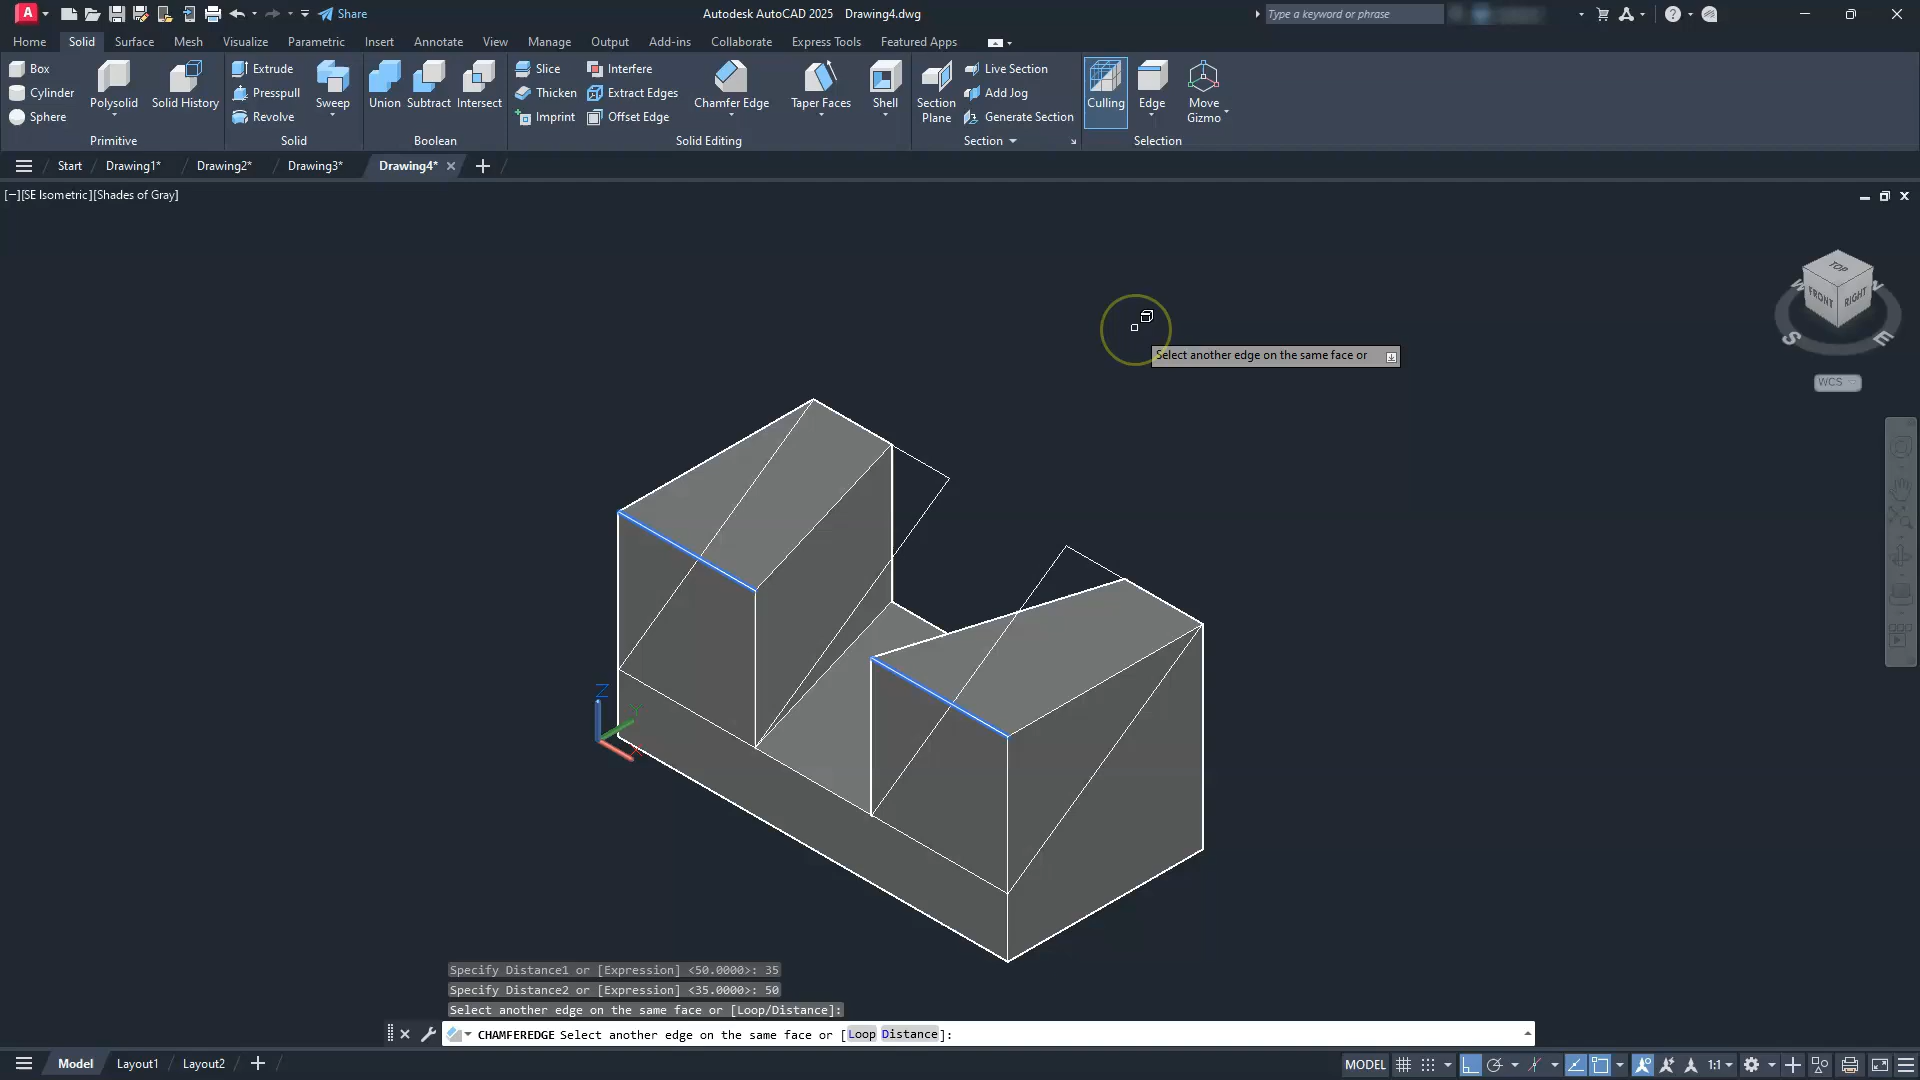 Share
Autodesk AutoCAD 2025 Drawing4.dwg
Type a keyword or phrase
Home Solid Surface Mesh Visualize Parametric Insert Annotate View Manage Output Add-ins Collaborate Express Tools Featured Apps
Box
Cylinder
Sphere
Polysolid
Solid History
Primitive
Extrude
Presspull
Revolve
Sweep
Solid
Union
Subtract
Intersect
Boolean
Slice
Thicken
Imprint
Interfere
Extract Edges
Offset Edge
Chamfer Edge
Taper Faces
Shell
Solid Editing
Section Plane
Live Section
Add Jog
Generate Section
Section
Culling
Edge
Move Gizmo
Selection
Start Drawing1* Drawing2* Drawing3* Drawing4*
[−][SE Isometric][Shades of Gray]
TOP
FRONT
RIGHT
W
N
S
E
WCS
Select another edge on the same face or
Z
Y
X
Specify Distance1 or [Expression] <50.0000>: 35
Specify Distance2 or [Expression] <35.0000>: 50
Select another edge on the same face or [Loop/Distance]:
CHAMFEREDGE Select another edge on the same face or [Loop Distance]:
Model Layout1 Layout2
MODEL
1:1